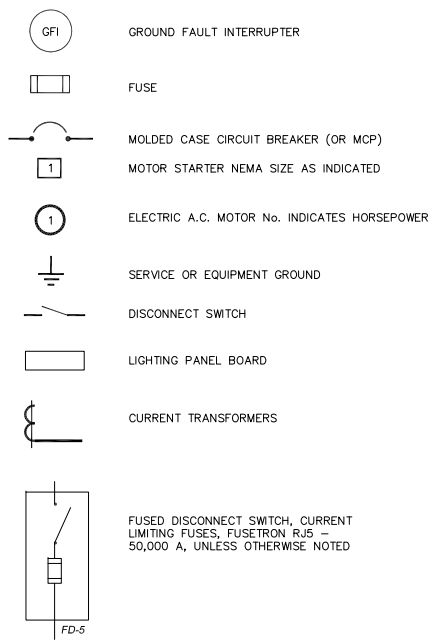 GFI GROUND FAULT INTERRUPTER
FUSE
MOLDED CASE CIRCUIT BREAKER (OR MCP)
1 MOTOR STARTER NEMA SIZE AS INDICATED
1 ELECTRIC A.C. MOTOR No. INDICATES HORSEPOWER
SERVICE OR EQUIPMENT GROUND
DISCONNECT SWITCH
LIGHTING PANEL BOARD
CURRENT TRANSFORMERS
FUSED DISCONNECT SWITCH, CURRENT
LIMITING FUSES, FUSETRON RJ5 –
50,000 A, UNLESS OTHERWISE NOTED
FD-5